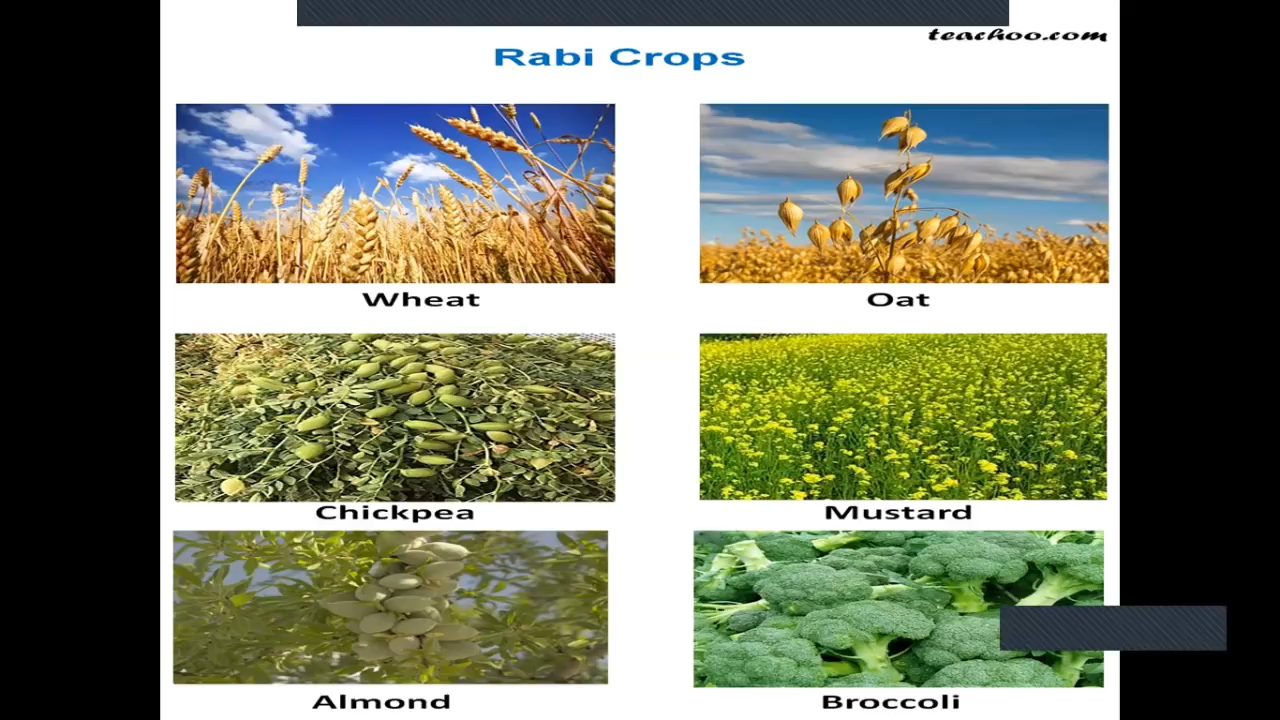 teachoo.com
Rabi Crops
Wheat
Oat
Chickpea
Mustard
Almond
Broccoli